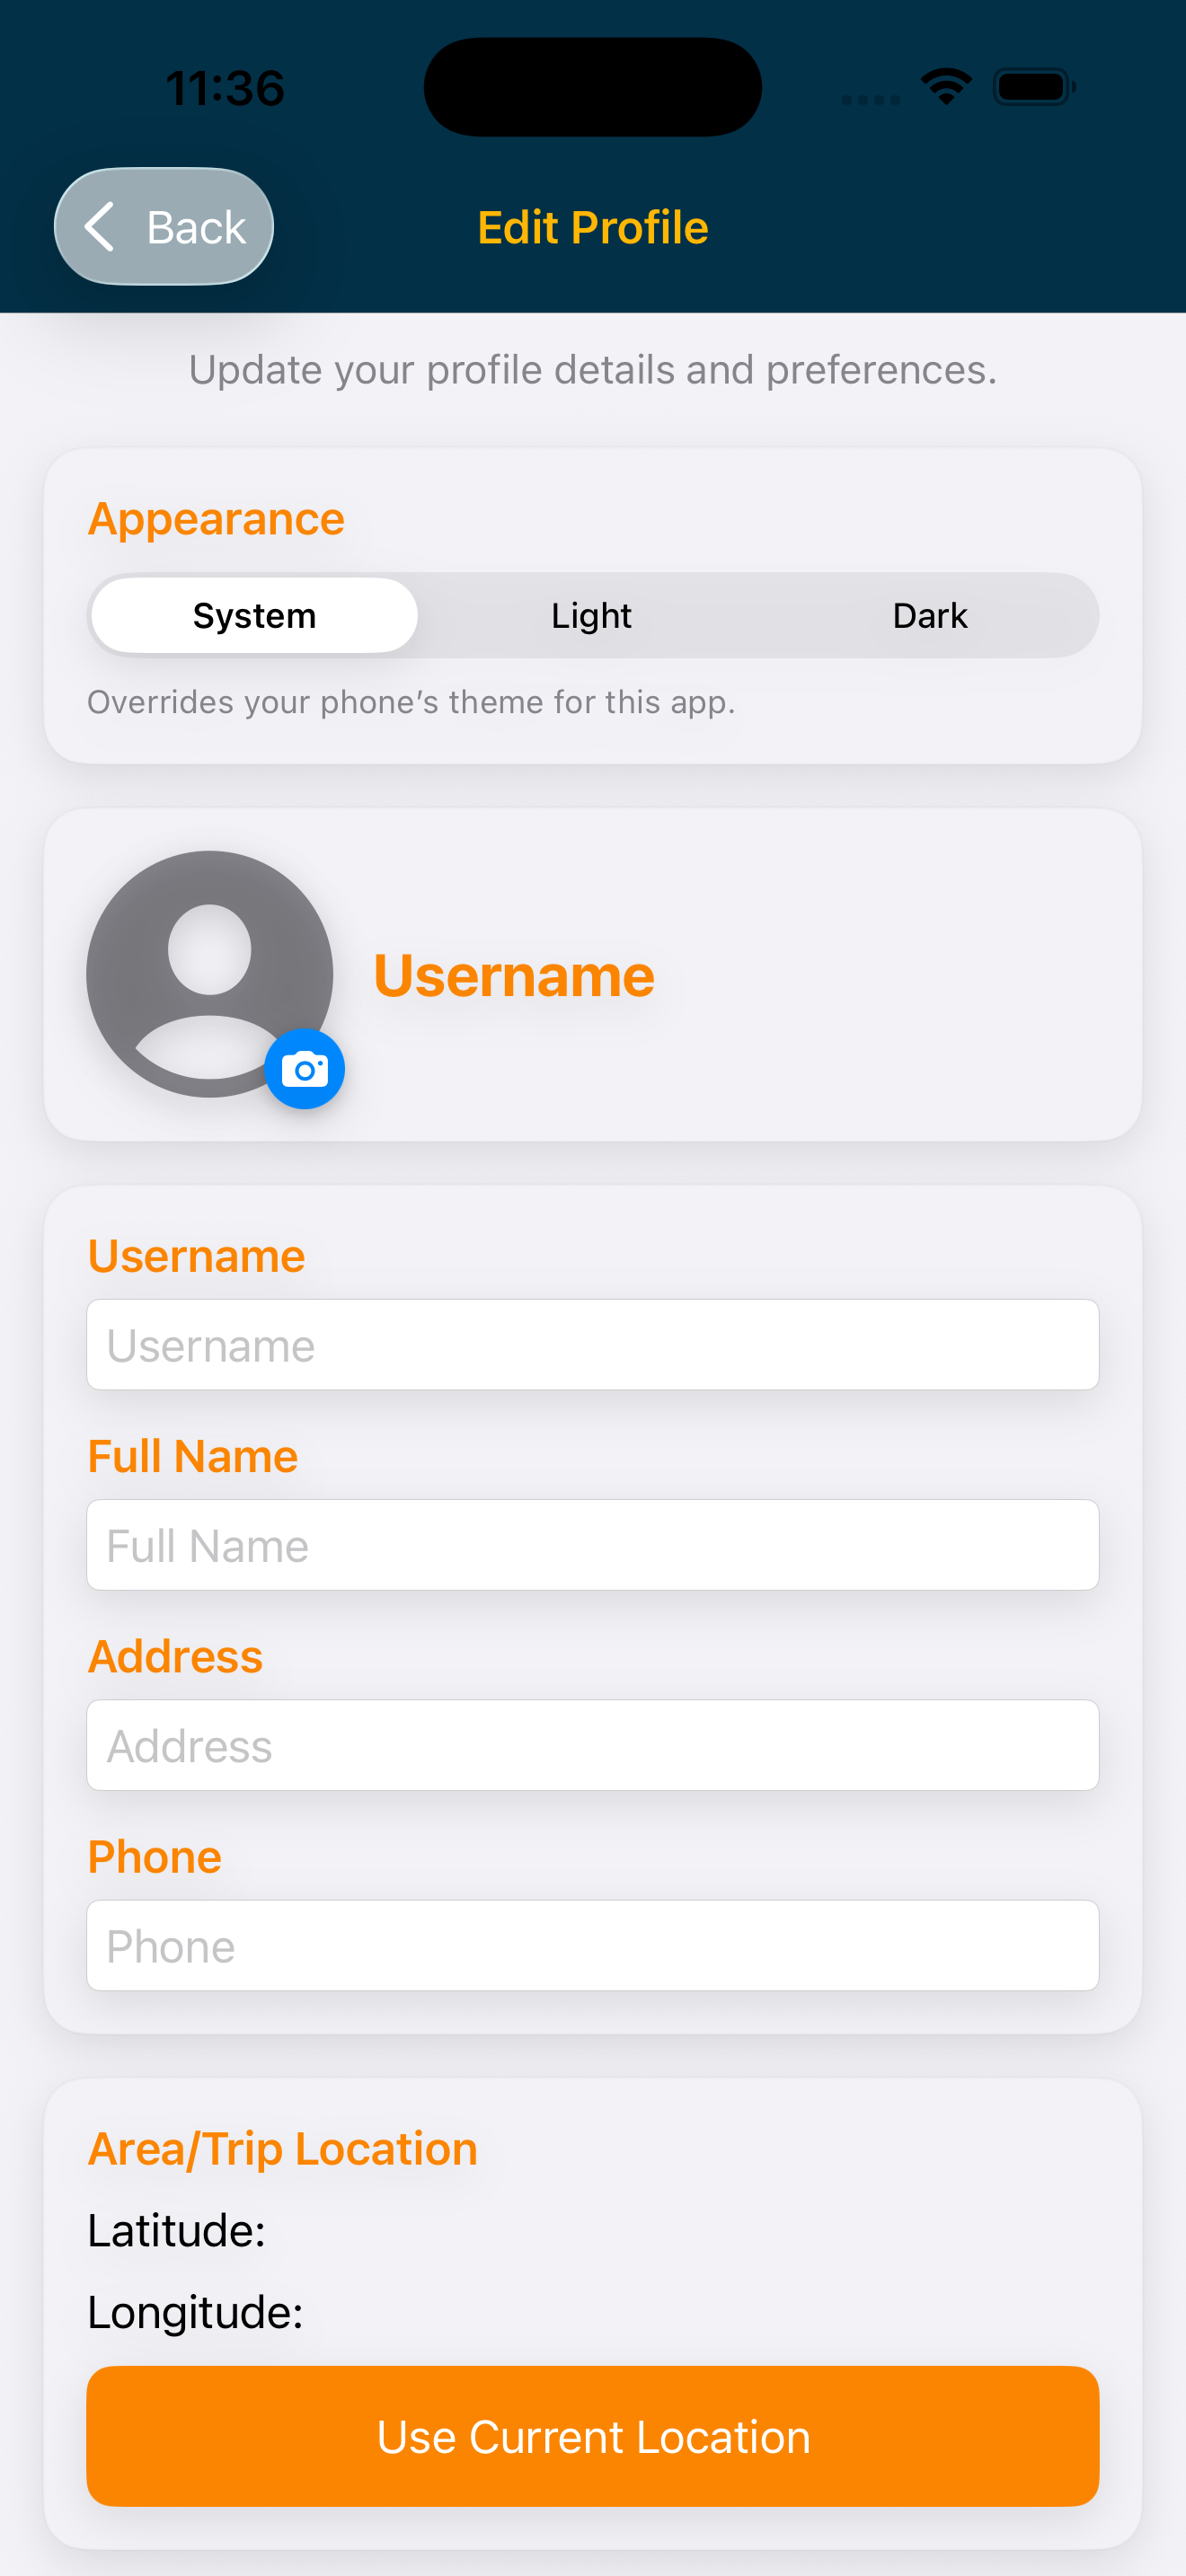 11:36
Back
Edit Profile
Update your profile details and preferences.
Appearance
System Light Dark
Overrides your phone’s theme for this app.
Username
Username
Username
Full Name
Full Name
Address
Address
Phone
Phone
Area/Trip Location
Latitude:
Longitude:
Use Current Location